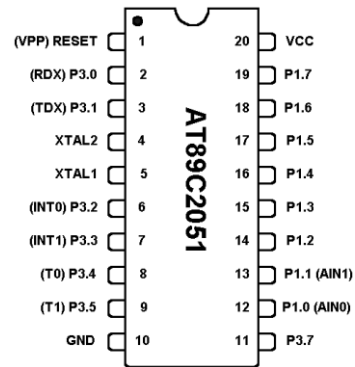 (VPP) RESET 1 20 VCC
(RDX) P3.0 2 19 P1.7
(TDX) P3.1 3 18 P1.6
XTAL2 4 17 P1.5
XTAL1 5 16 P1.4
(INT0) P3.2 6 15 P1.3
(INT1) P3.3 7 14 P1.2
(T0) P3.4 8 13 P1.1 (AIN1)
(T1) P3.5 9 12 P1.0 (AIN0)
GND 10 11 P3.7
AT89C2051